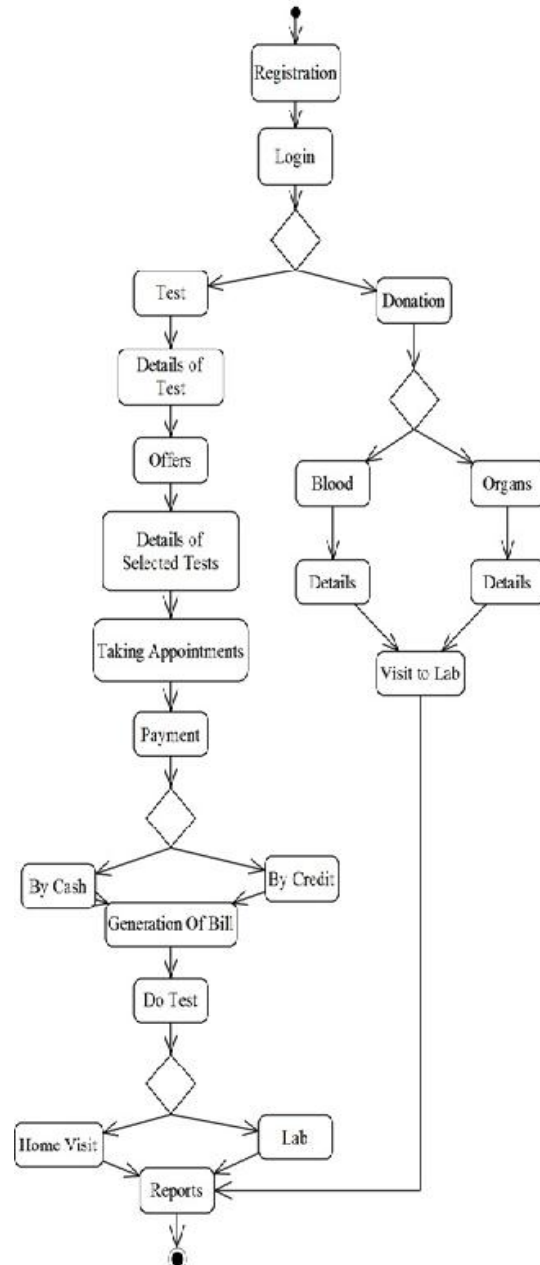 Registration
Login
Test
Donation
Details of
Test
Offers
Blood
Organs
Details of
Selected Tests
Details
Details
Taking Appointments
Visit to Lab
Payment
By Cash
By Credit
Generation Of Bill
Do Test
Home Visit
Lab
Reports